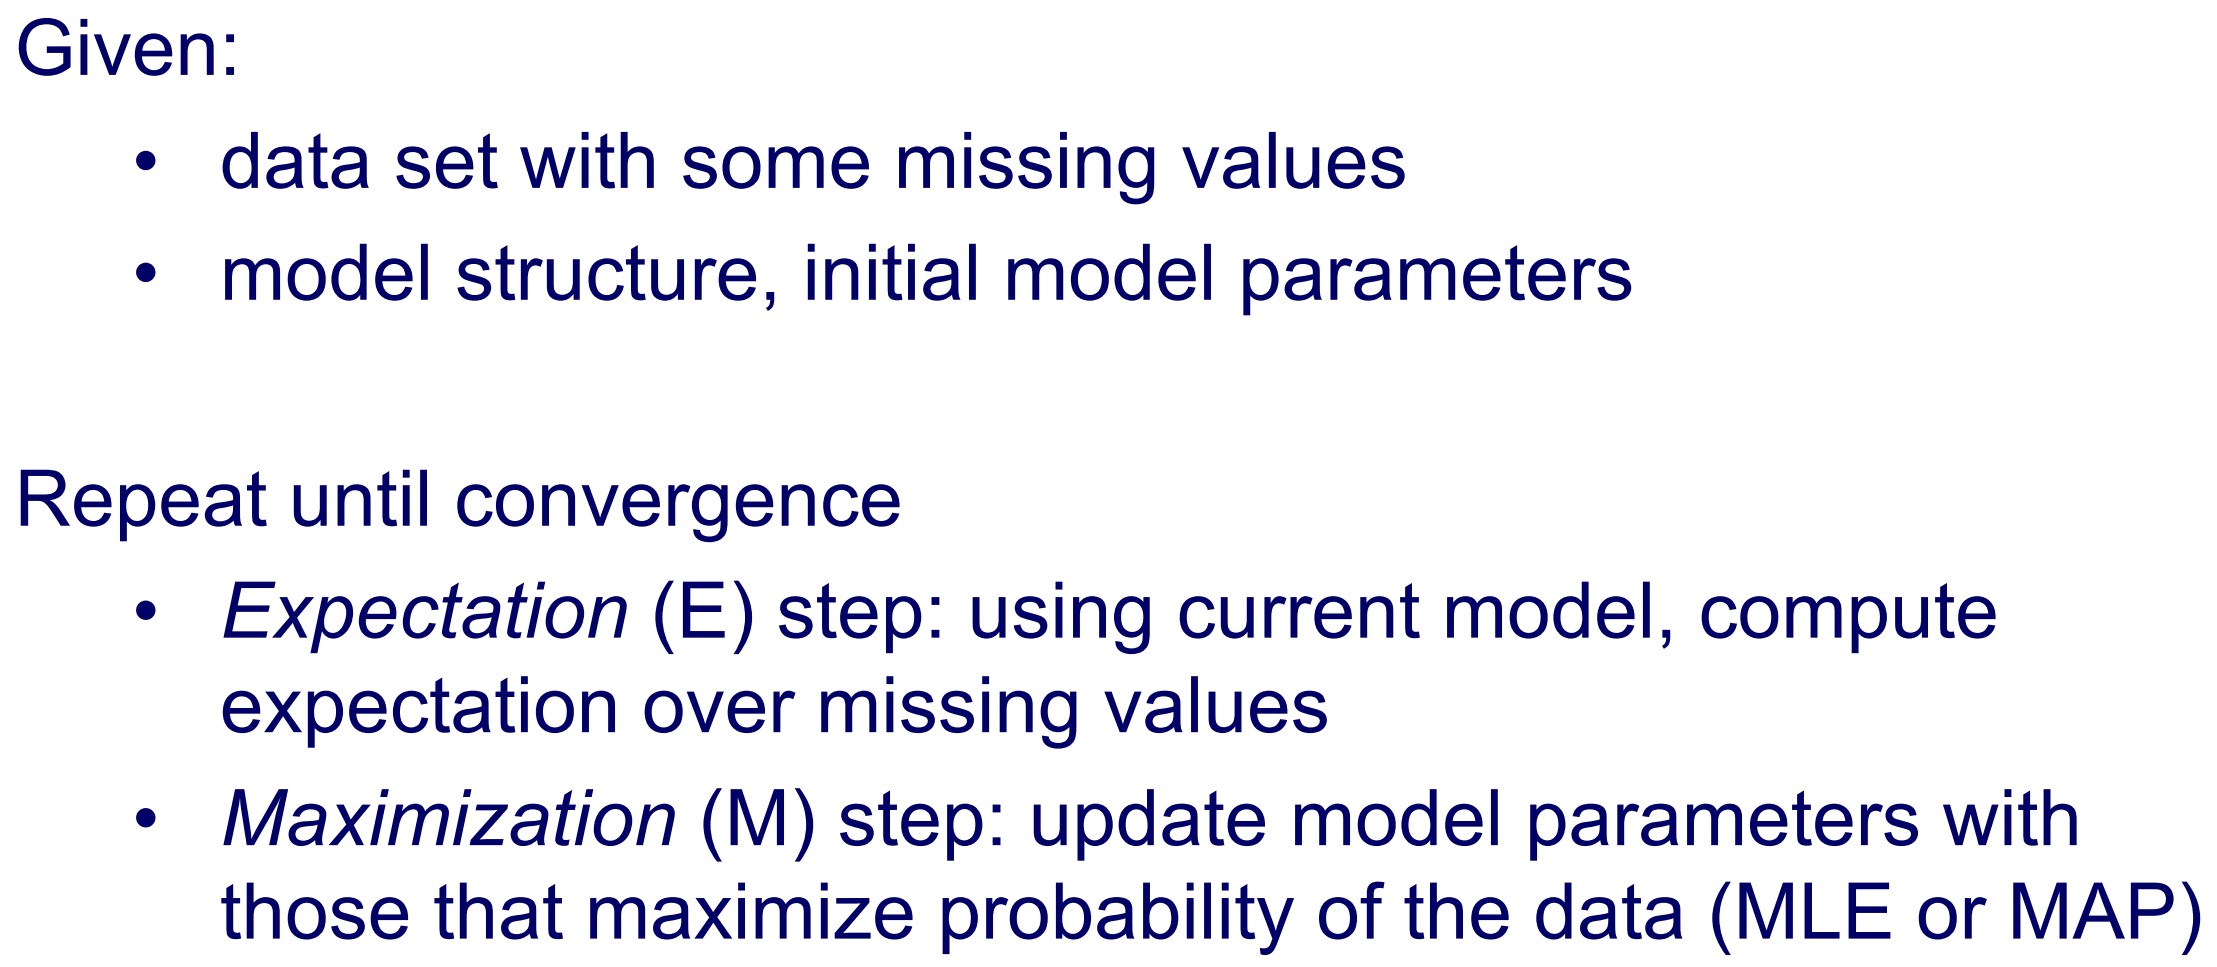 Given:
• data set with some missing values
• model structure, initial model parameters
Repeat until convergence
• Expectation (E) step: using current model, compute
expectation over missing values
• Maximization (M) step: update model parameters with
those that maximize probability of the data (MLE or MAP)